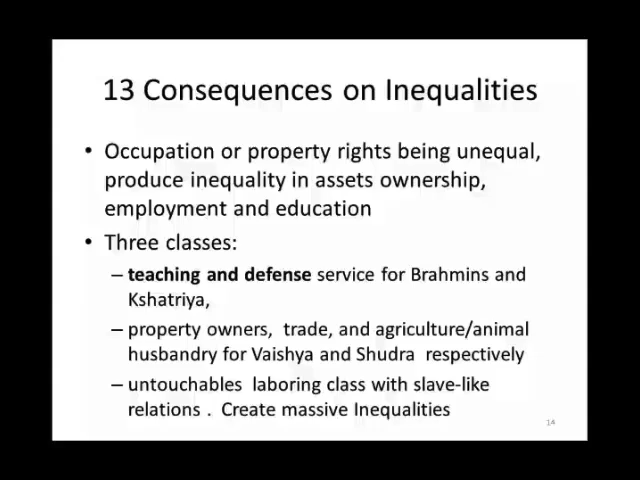 13 Consequences on Inequalities
• Occupation or property rights being unequal,
produce inequality in assets ownership,
employment and education
• Three classes:
– teaching and defense service for Brahmins and
Kshatriya,
– property owners, trade, and agriculture/animal
husbandry for Vaishya and Shudra respectively
– untouchables laboring class with slave-like
relations . Create massive Inequalities
14